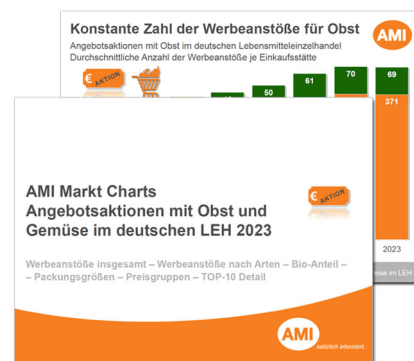 Konstante Zahl der Werbeanstöße für Obst
AMI
Angebotsaktionen mit Obst im deutschen Lebensmitteleinzelhandel
Durchschnittliche Anzahl der Werbeanstöße je Einkaufsstätte
€ AKTION
50
61
70
69
371
2023
im LEH
AMI Markt Charts
Angebotsaktionen mit Obst und
Gemüse im deutschen LEH 2023
€ AKTION
Werbeanstöße insgesamt – Werbeanstöße nach Arten – Bio-Anteil –
– Packungsgrößen – Preisgruppen – TOP-10 Detail
AMI
natürlich informiert.